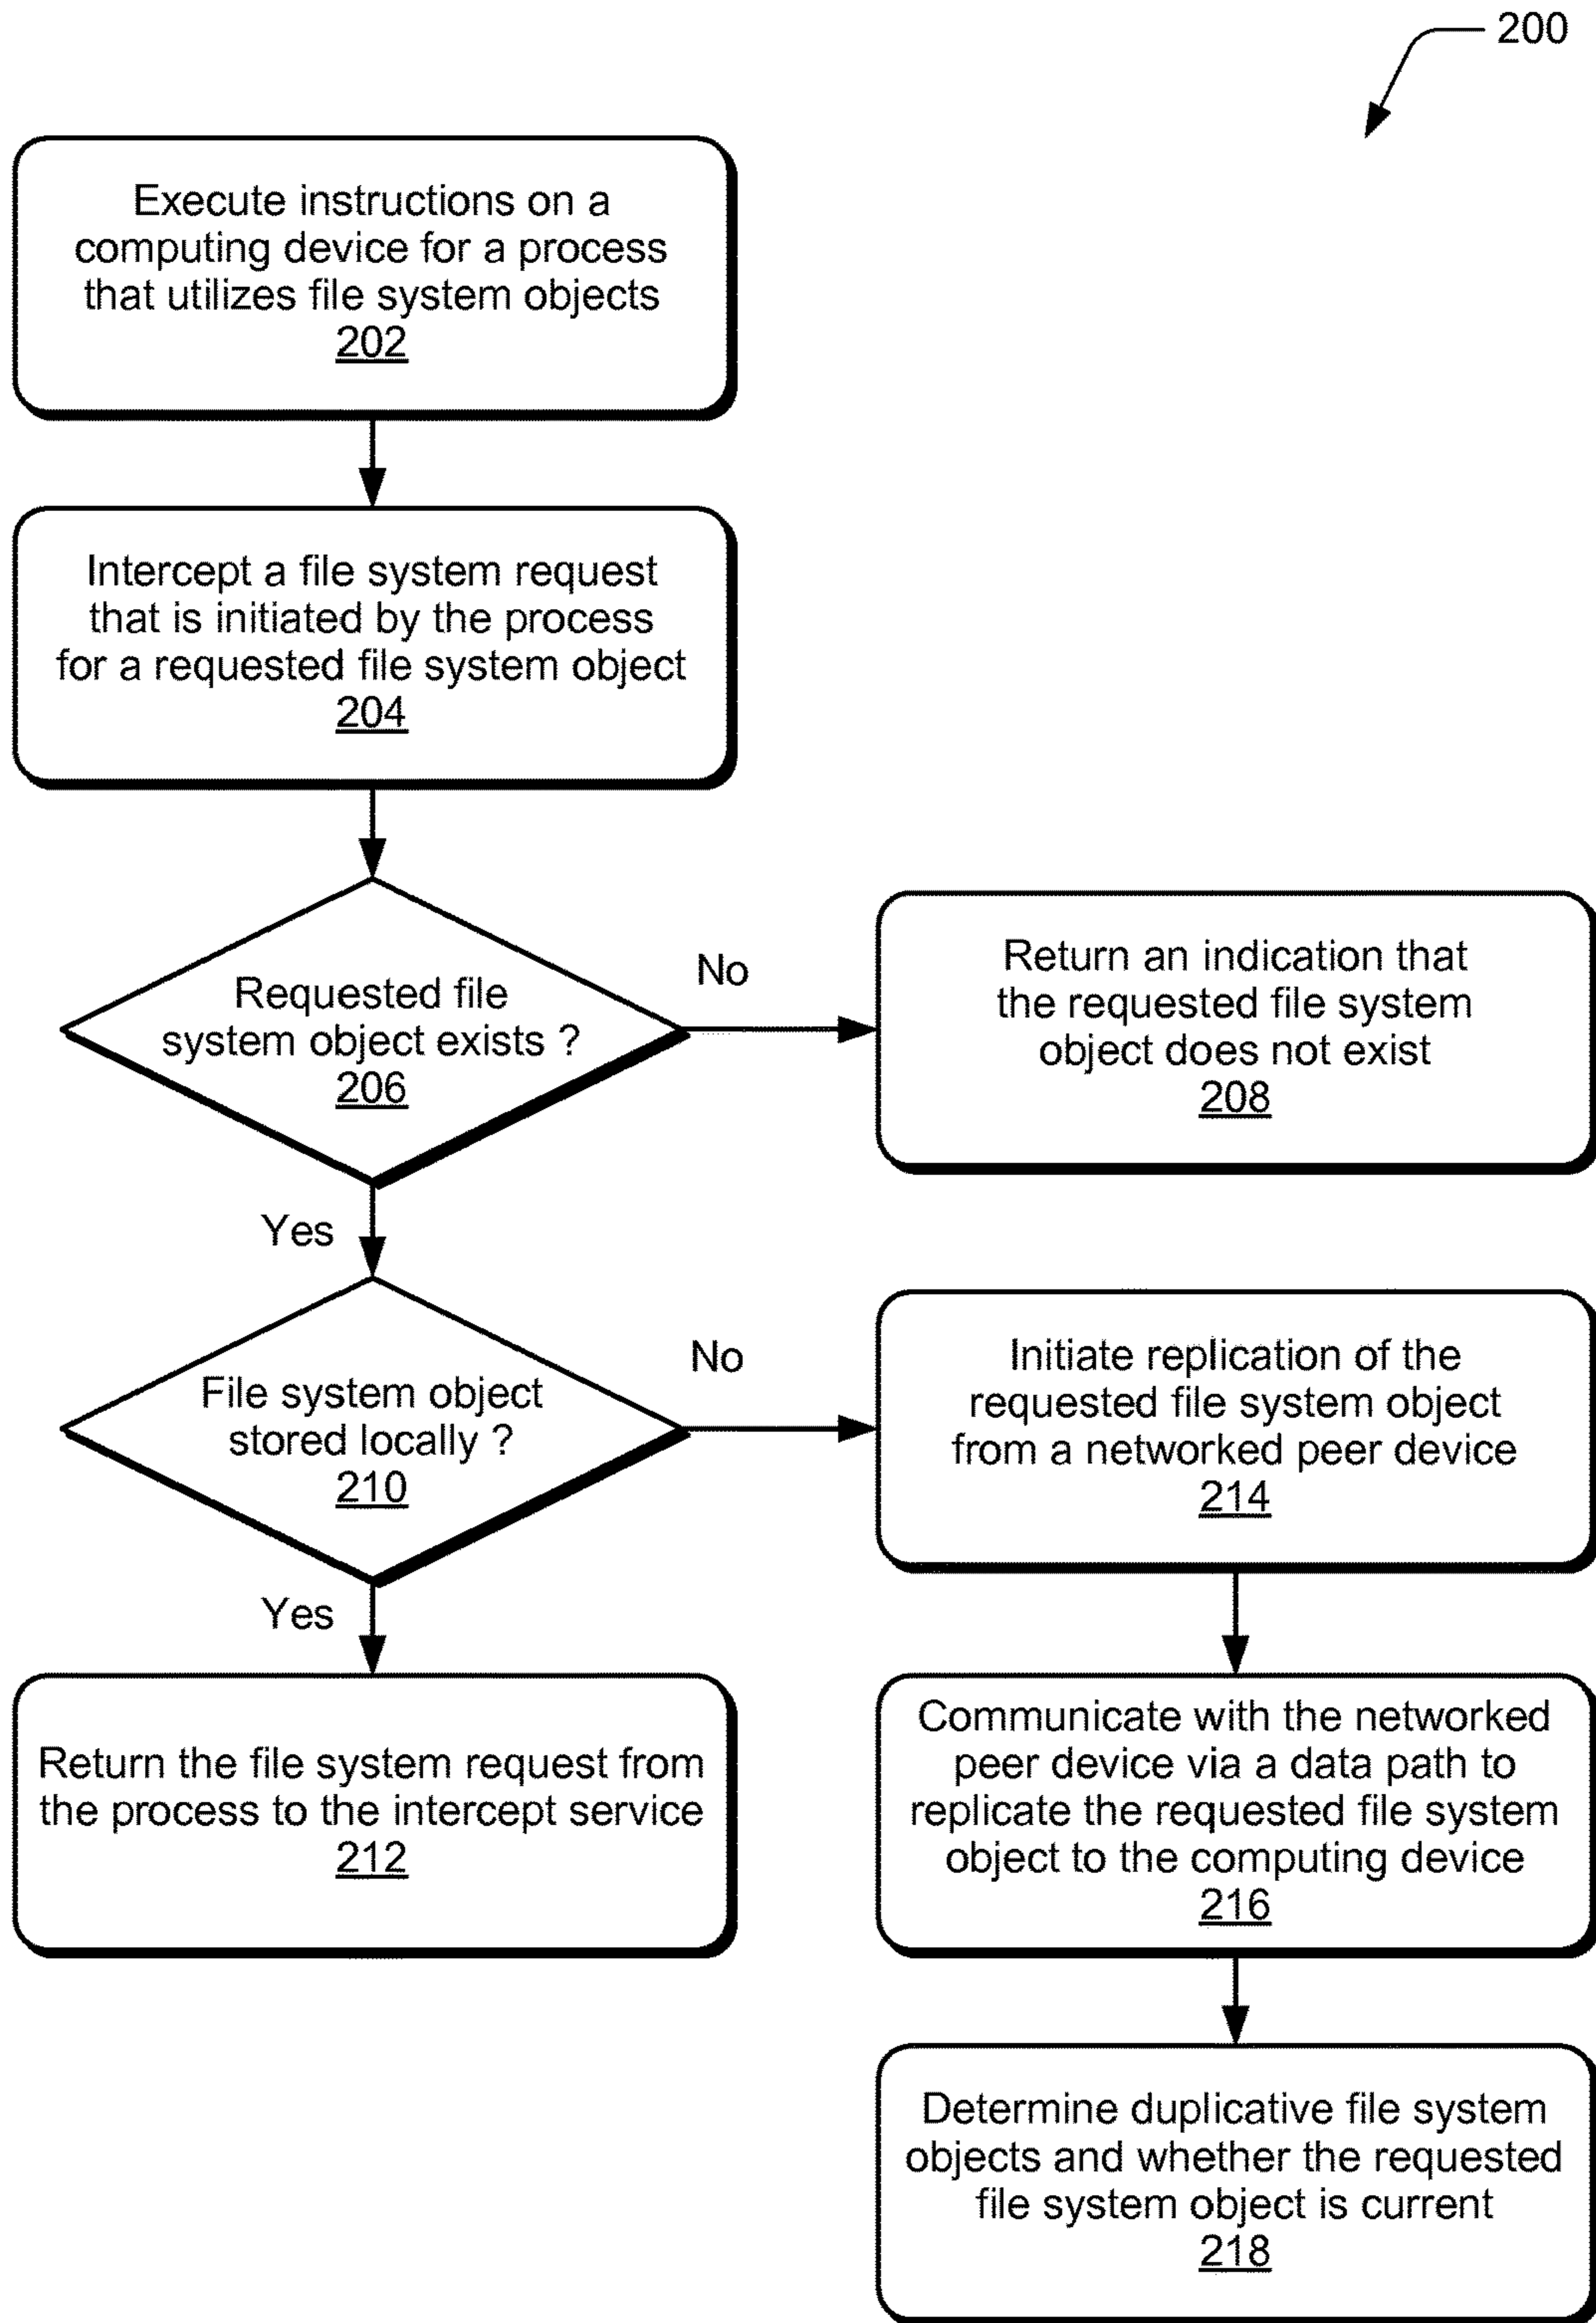 200
Execute instructions on a
computing device for a process
that utilizes file system objects
202
Intercept a file system request
that is initiated by the process
for a requested file system object
204
Requested file
system object exists ?
206
No
Return an indication that
the requested file system
object does not exist
208
Yes
File system object
stored locally ?
210
No
Initiate replication of the
requested file system object
from a networked peer device
214
Yes
Return the file system request from
the process to the intercept service
212
Communicate with the networked
peer device via a data path to
replicate the requested file system
object to the computing device
216
Determine duplicative file system
objects and whether the requested
file system object is current
218